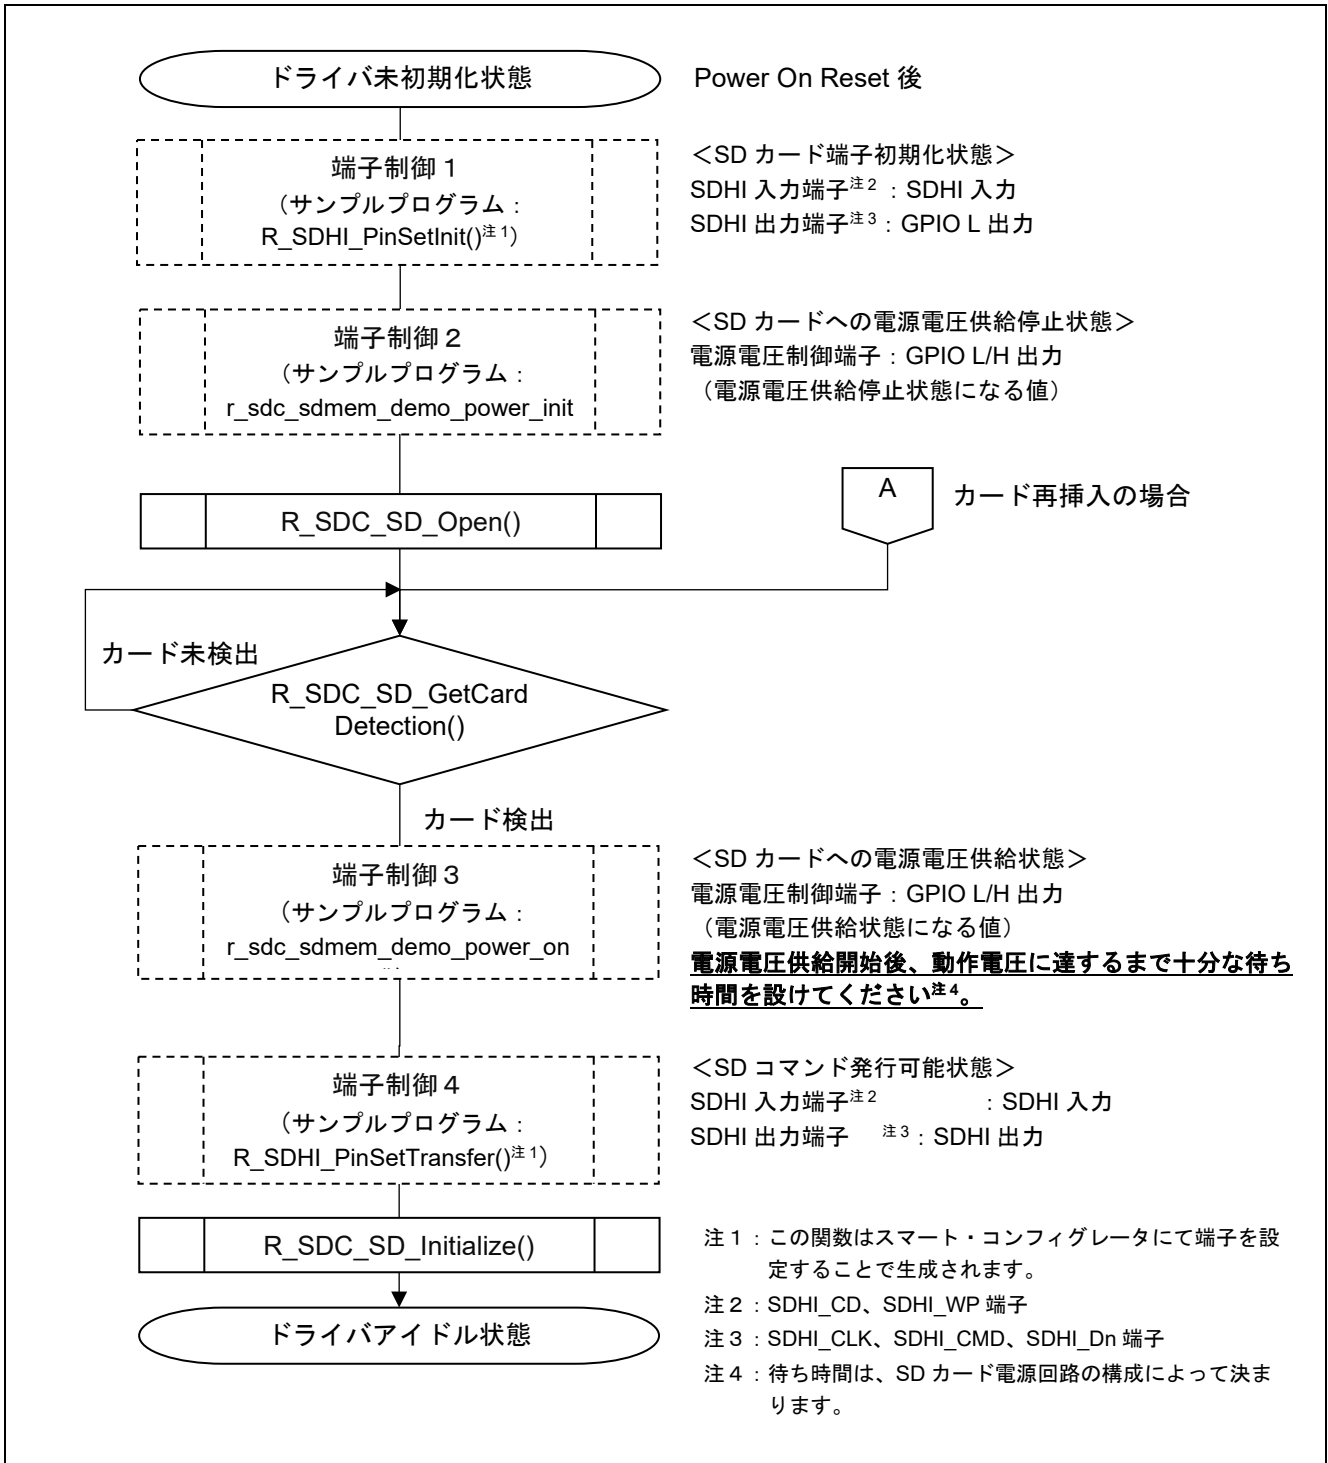 ドライバ未初期化状態
Power On Reset 後
端子制御１
（サンプルプログラム：
R_SDHI_PinSetInit()注１）
＜SD カード端子初期化状態＞
SDHI 入力端子注２：SDHI 入力
SDHI 出力端子注３：GPIO L 出力
端子制御２
（サンプルプログラム：
r_sdc_sdmem_demo_power_init
＜SD カードへの電源電圧供給停止状態＞
電源電圧制御端子：GPIO L/H 出力
（電源電圧供給停止状態になる値）
R_SDC_SD_Open()
A
カード再挿入の場合
カード未検出
R_SDC_SD_GetCard
Detection()
カード検出
端子制御３
（サンプルプログラム：
r_sdc_sdmem_demo_power_on
＜SD カードへの電源電圧供給状態＞
電源電圧制御端子：GPIO L/H 出力
（電源電圧供給状態になる値）
電源電圧供給開始後、動作電圧に達するまで十分な待ち
時間を設けてください注４。
端子制御４
（サンプルプログラム：
R_SDHI_PinSetTransfer()注１）
＜SD コマンド発行可能状態＞
SDHI 入力端子注２ ：SDHI 入力
SDHI 出力端子 注３：SDHI 出力
R_SDC_SD_Initialize()
ドライバアイドル状態
注１：この関数はスマート・コンフィグレータにて端子を設
定することで生成されます。
注２：SDHI_CD、SDHI_WP 端子
注３：SDHI_CLK、SDHI_CMD、SDHI_Dn 端子
注４：待ち時間は、SD カード電源回路の構成によって決ま
ります。